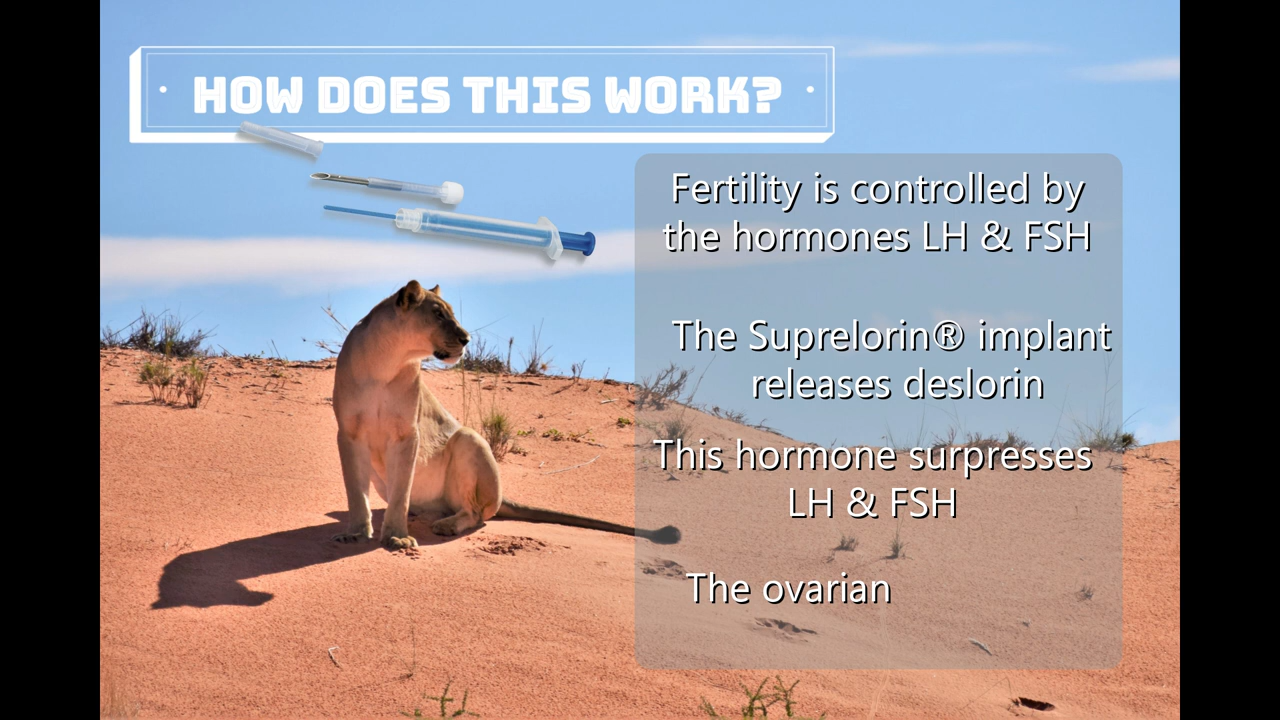 HOW DOES THIS WORK?
Fertility is controlled by
the hormones LH & FSH
The Suprelorin® implant
releases deslorin
This hormone surpresses
LH & FSH
The ovarian